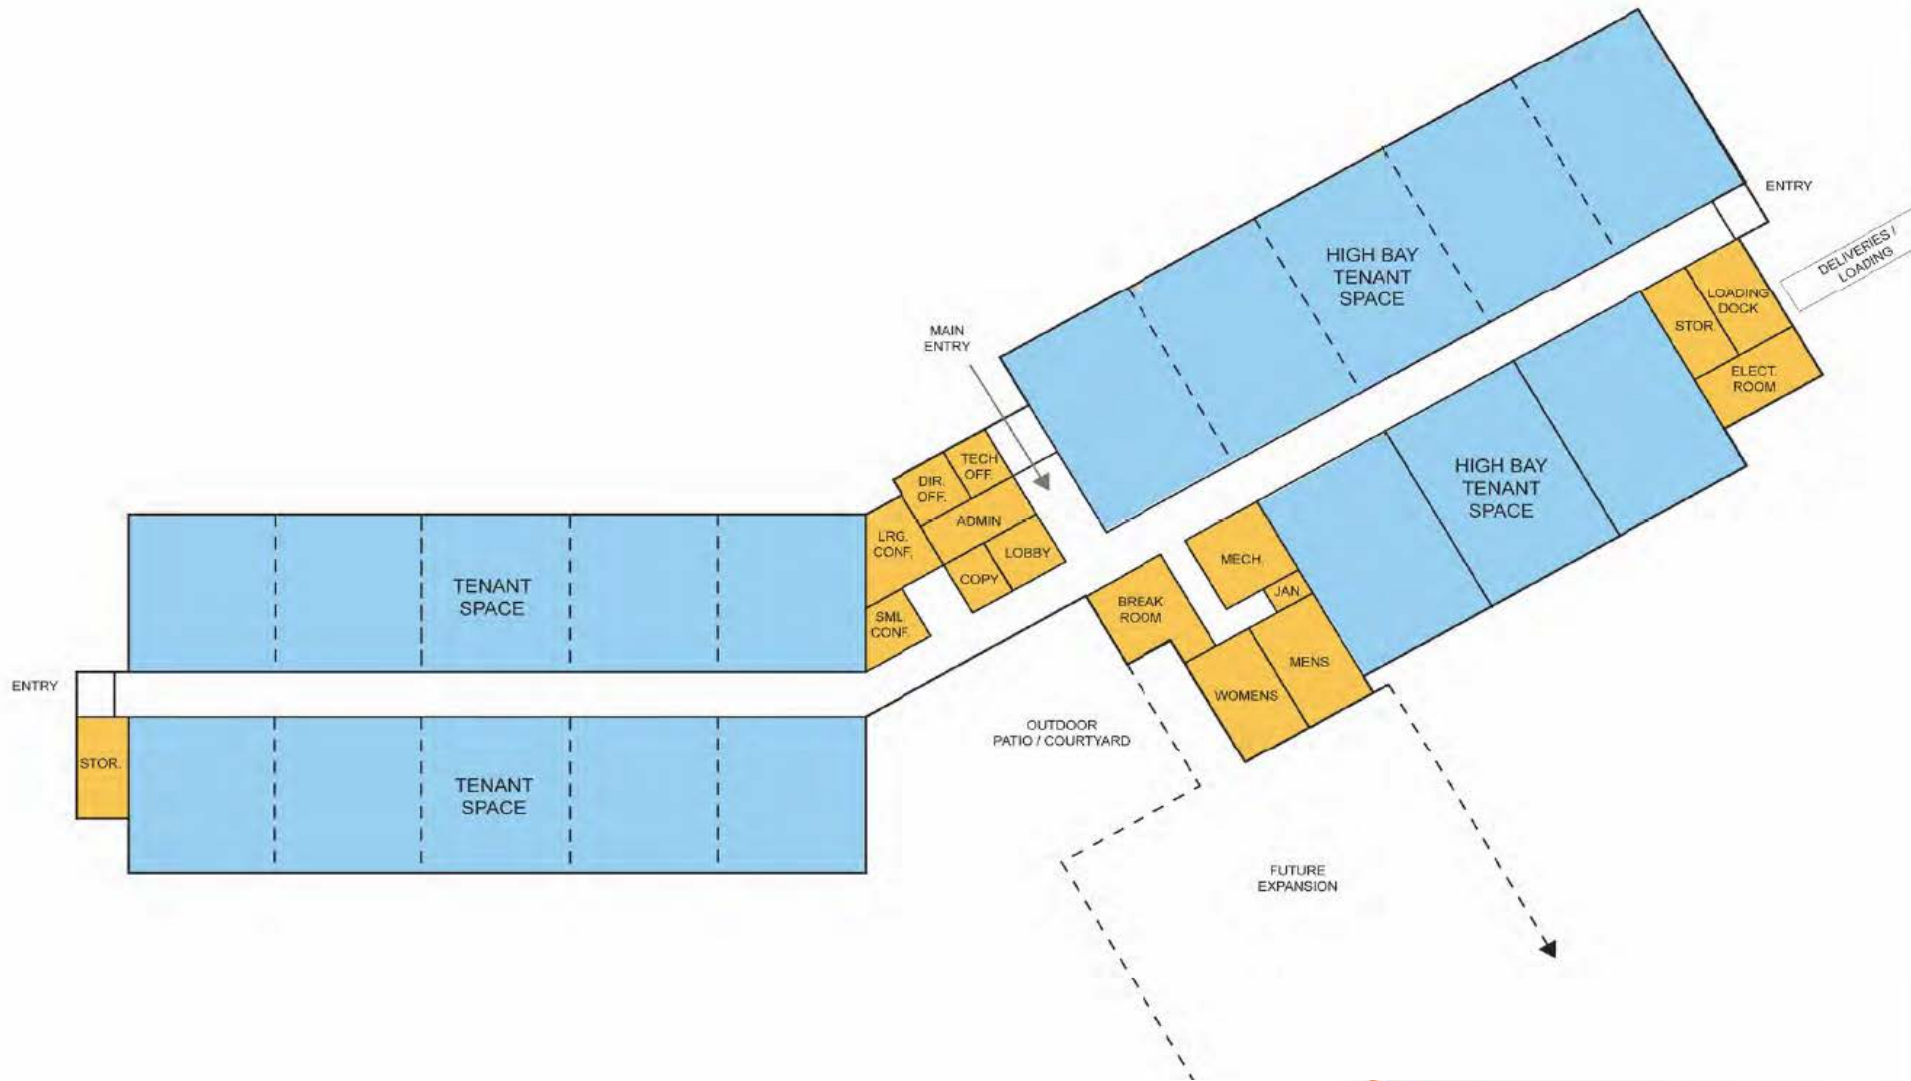 ENTRY
DELIVERIES /
LOADING
HIGH BAY
TENANT
SPACE
LOADING
DOCK
STOR.
ELECT.
ROOM
MAIN
ENTRY
TECH
OFF.
DIR.
OFF.
ADMIN
LRG.
CONF.
LOBBY
COPY
SML.
CONF.
HIGH BAY
TENANT
SPACE
MECH.
JAN
BREAK
ROOM
MENS
WOMENS
TENANT
SPACE
ENTRY
STOR.
TENANT
SPACE
OUTDOOR
PATIO / COURTYARD
FUTURE
EXPANSION